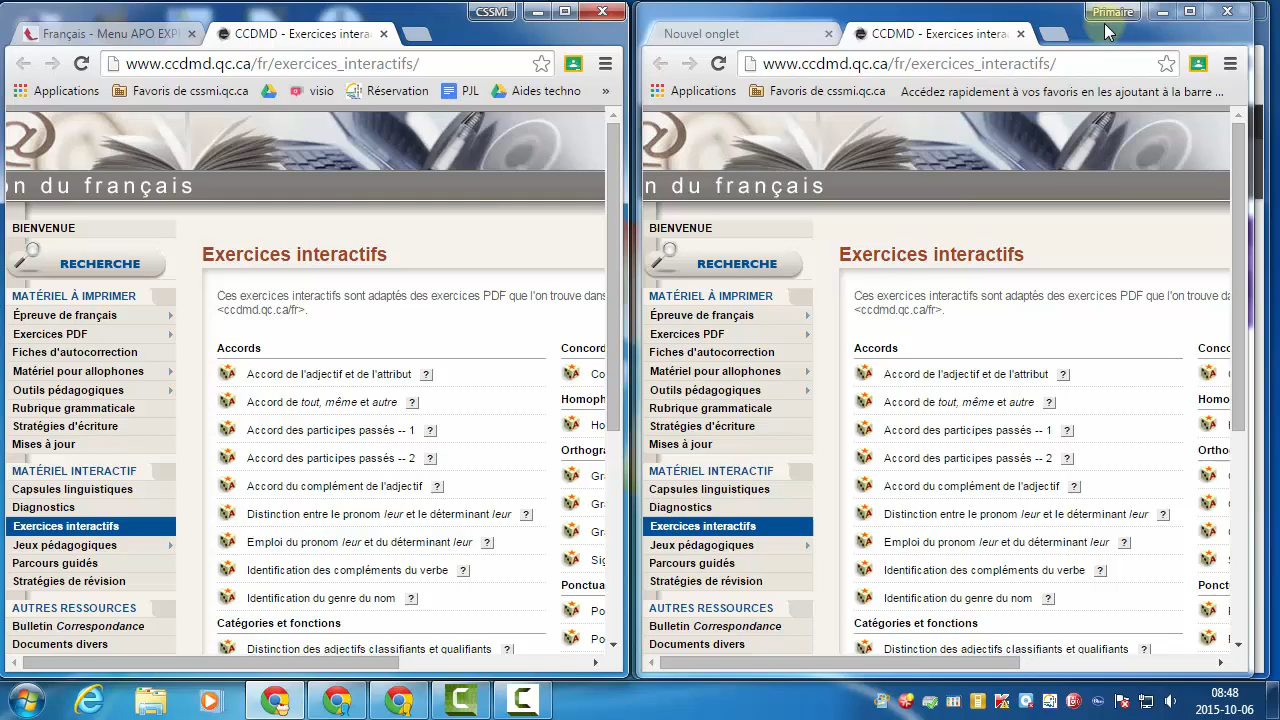 CSSMI
Français - Menu APO EXPL
CCDMD - Exercices intera
www.ccdmd.qc.ca/fr/exercices_interactifs/
Applications
Favoris de cssmi.qc.ca
visio
Réservation
PJL
Aides techno
»
on du français
BIENVENUE
RECHERCHE
MATÉRIEL À IMPRIMER
Épreuve de français
Exercices PDF
Fiches d'autocorrection
Matériel pour allophones
Outils pédagogiques
Rubrique grammaticale
Stratégies d'écriture
Mises à jour
MATÉRIEL INTERACTIF
Capsules linguistiques
Diagnostics
Exercices interactifs
Jeux pédagogiques
Parcours guidés
Stratégies de révision
AUTRES RESSOURCES
Bulletin Correspondance
Documents divers
Exercices interactifs
Ces exercices interactifs sont adaptés des exercices PDF que l'on trouve dans
<ccdmd.qc.ca/fr>.
Accords
Accord de l'adjectif et de l'attribut ?
Accord de tout, même et autre ?
Accord des participes passés -- 1 ?
Accord des participes passés -- 2 ?
Accord du complément de l'adjectif ?
Distinction entre le pronom leur et le déterminant leur ?
Emploi du pronom leur et du déterminant leur ?
Identification des compléments du verbe ?
Identification du genre du nom ?
Catégories et fonctions
Distinction des adjectifs classifiants et qualifiants ?
Concord
Co
Homoph
Ho
Orthogra
Gra
Gra
Gra
Sig
Ponctua
Po
Po
Primaire
Nouvel onglet
CCDMD - Exercices intera
www.ccdmd.qc.ca/fr/exercices_interactifs/
Applications
Favoris de cssmi.qc.ca
Accédez rapidement à vos favoris en les ajoutant à la barre ...
n du français
BIENVENUE
RECHERCHE
MATÉRIEL À IMPRIMER
Épreuve de français
Exercices PDF
Fiches d'autocorrection
Matériel pour allophones
Outils pédagogiques
Rubrique grammaticale
Stratégies d'écriture
Mises à jour
MATÉRIEL INTERACTIF
Capsules linguistiques
Diagnostics
Exercices interactifs
Jeux pédagogiques
Parcours guidés
Stratégies de révision
AUTRES RESSOURCES
Bulletin Correspondance
Documents divers
Exercices interactifs
Ces exercices interactifs sont adaptés des exercices PDF que l'on trouve da
<ccdmd.qc.ca/fr>.
Accords
Accord de l'adjectif et de l'attribut ?
Accord de tout, même et autre ?
Accord des participes passés -- 1 ?
Accord des participes passés -- 2 ?
Accord du complément de l'adjectif ?
Distinction entre le pronom leur et le déterminant leur ?
Emploi du pronom leur et du déterminant leur ?
Identification des compléments du verbe ?
Identification du genre du nom ?
Catégories et fonctions
Distinction des adjectifs classifiants et qualifiants ?
Conco
Homo
Ortho
Ponct
08:48
2015-10-06